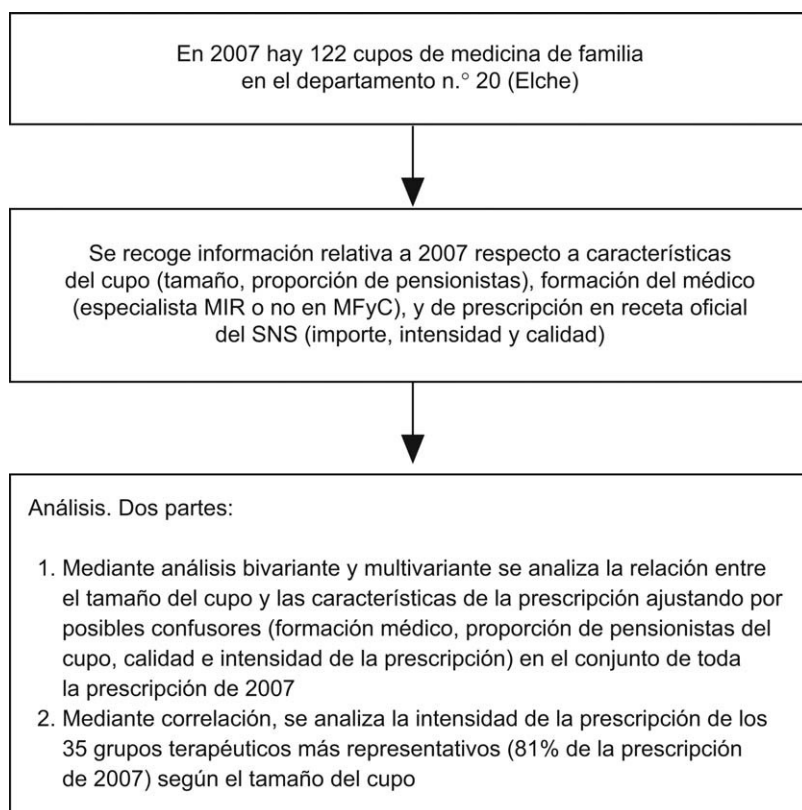 En 2007 hay 122 cupos de medicina de familia
en el departamento n.° 20 (Elche)
Se recoge información relativa a 2007 respecto a características
del cupo (tamaño, proporción de pensionistas), formación del médico
(especialista MIR o no en MFyC), y de prescripción en receta oficial
del SNS (importe, intensidad y calidad)
Análisis. Dos partes:
1. Mediante análisis bivariante y multivariante se analiza la relación entre
el tamaño del cupo y las características de la prescripción ajustando por
posibles confusores (formación médico, proporción de pensionistas del
cupo, calidad e intensidad de la prescripción) en el conjunto de toda
la prescripción de 2007
2. Mediante correlación, se analiza la intensidad de la prescripción de los
35 grupos terapéuticos más representativos (81% de la prescripción
de 2007) según el tamaño del cupo